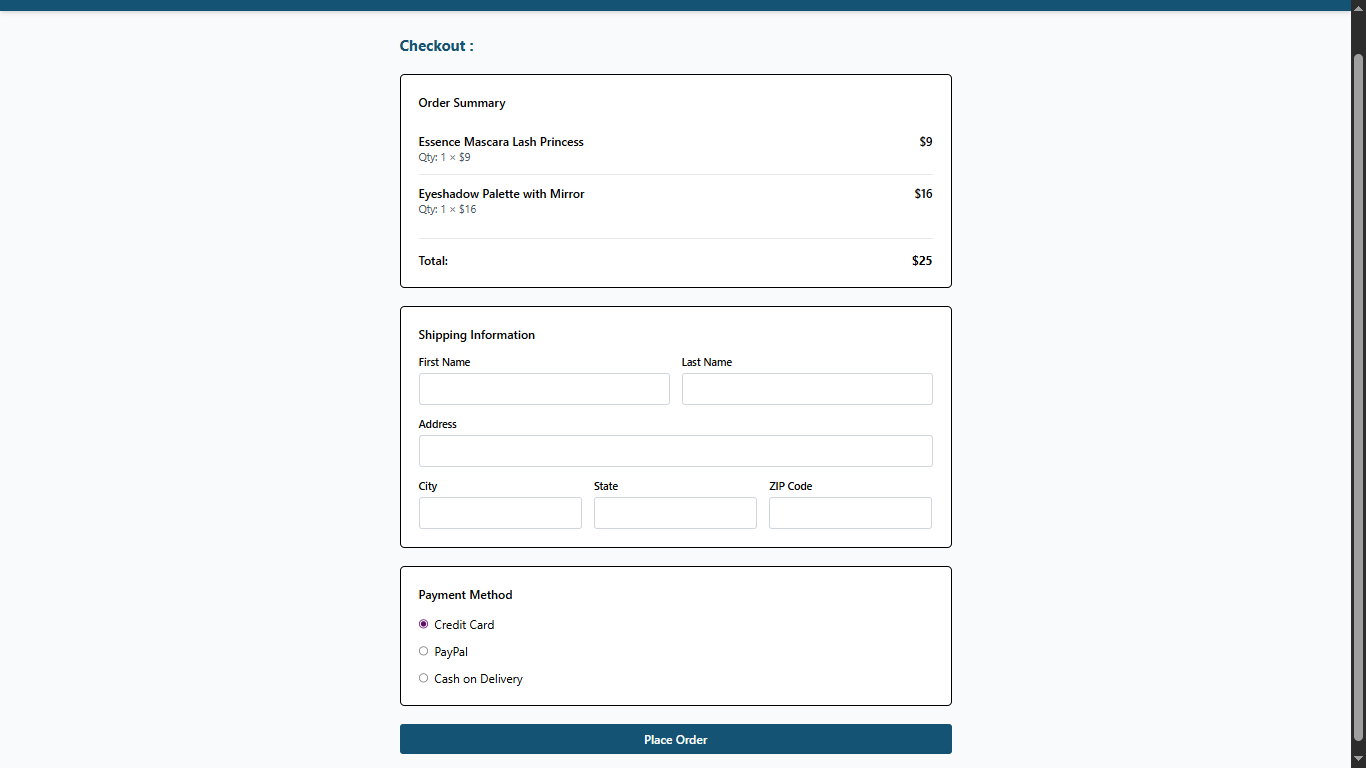 Checkout :
Order Summary
Essence Mascara Lash Princess $9
Qty: 1 × $9
Eyeshadow Palette with Mirror $16
Qty: 1 × $16
Total: $25
Shipping Information
First Name Last Name
Address
City State ZIP Code
Payment Method
Credit Card
PayPal
Cash on Delivery
Place Order